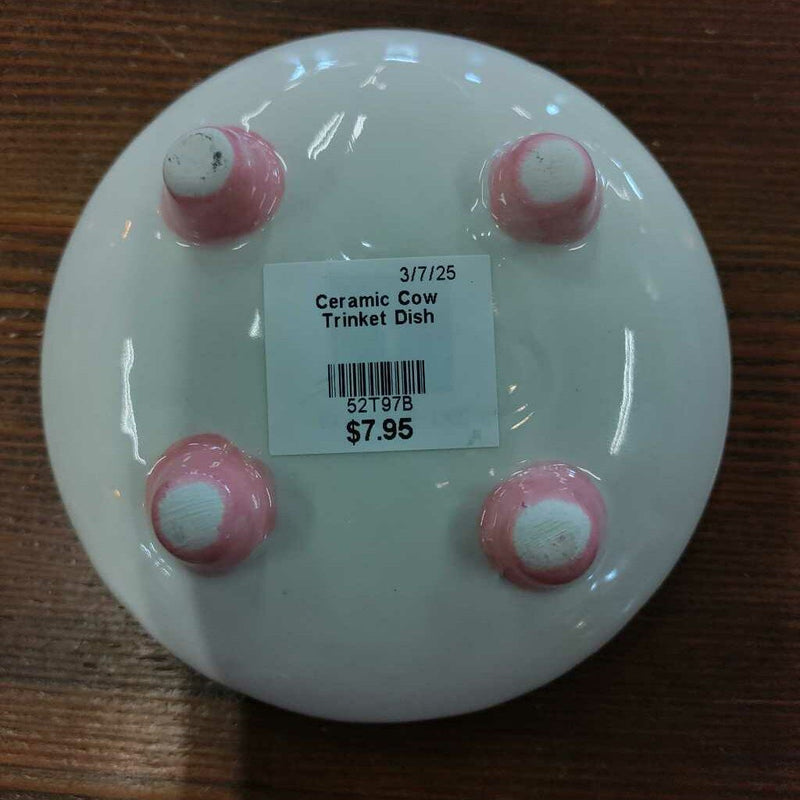 3/7/25
Ceramic Cow
Trinket Dish
52T97B
$7.95